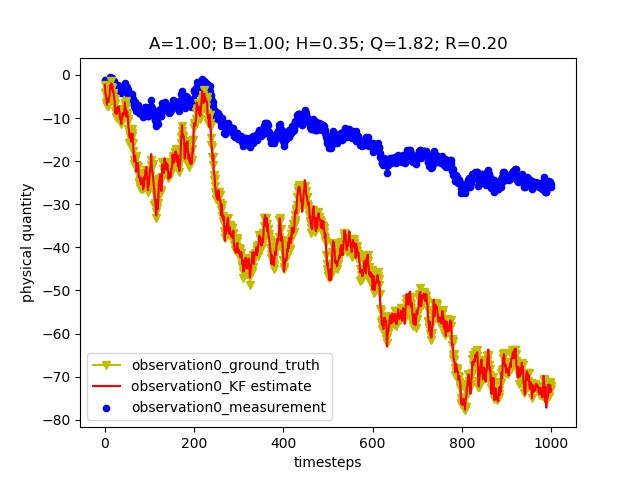 A=1.00; B=1.00; H=0.35; Q=1.82; R=0.20
physical quantity
0
−10
−20
−30
−40
−50
−60
−70
−80
observation0_ground_truth
observation0_KF estimate
observation0_measurement
0 200 400 600 800 1000
timesteps